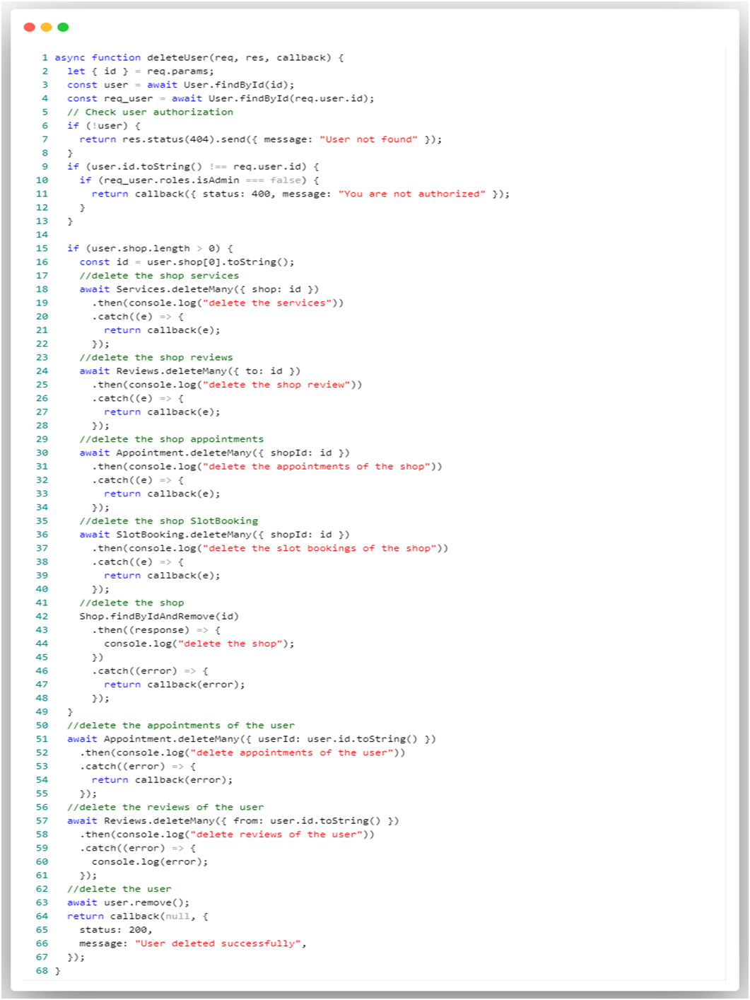 1 async function deleteUser(req, res, callback) {
2   let { id } = req.params;
3   const user = await User.findById(id);
4   const req_user = await User.findById(req.user.id);
5   // Check user authorization
6   if (!user) {
7     return res.status(404).send({ message: "User not found" });
8   }
9   if (user.id.toString() !== req.user.id) {
10     if (req_user.roles.isAdmin === false) {
11       return callback({ status: 400, message: "You are not authorized" });
12     }
13   }
14
15   if (user.shop.length > 0) {
16     const id = user.shop[0].toString();
17     //delete the shop services
18     await Services.deleteMany({ shop: id })
19       .then(console.log("delete the services"))
20       .catch((e) => {
21         return callback(e);
22       });
23     //delete the shop reviews
24     await Reviews.deleteMany({ to: id })
25       .then(console.log("delete the shop review"))
26       .catch((e) => {
27         return callback(e);
28       });
29     //delete the shop appointments
30     await Appointment.deleteMany({ shopId: id })
31       .then(console.log("delete the appointments of the shop"))
32       .catch((e) => {
33         return callback(e);
34       });
35     //delete the shop SlotBooking
36     await SlotBooking.deleteMany({ shopId: id })
37       .then(console.log("delete the slot bookings of the shop"))
38       .catch((e) => {
39         return callback(e);
40       });
41     //delete the shop
42     Shop.findByIdAndRemove(id)
43       .then((response) => {
44         console.log("delete the shop");
45       })
46       .catch((error) => {
47         return callback(error);
48       });
49   }
50   //delete the appointments of the user
51   await Appointment.deleteMany({ userId: user.id.toString() })
52     .then(console.log("delete appointments of the user"))
53     .catch((error) => {
54       return callback(error);
55     });
56   //delete the reviews of the user
57   await Reviews.deleteMany({ from: user.id.toString() })
58     .then(console.log("delete reviews of the user"))
59     .catch((error) => {
60       console.log(error);
61     });
62   //delete the user
63   await user.remove();
64   return callback(null, {
65     status: 200,
66     message: "User deleted successfully",
67   });
68 }